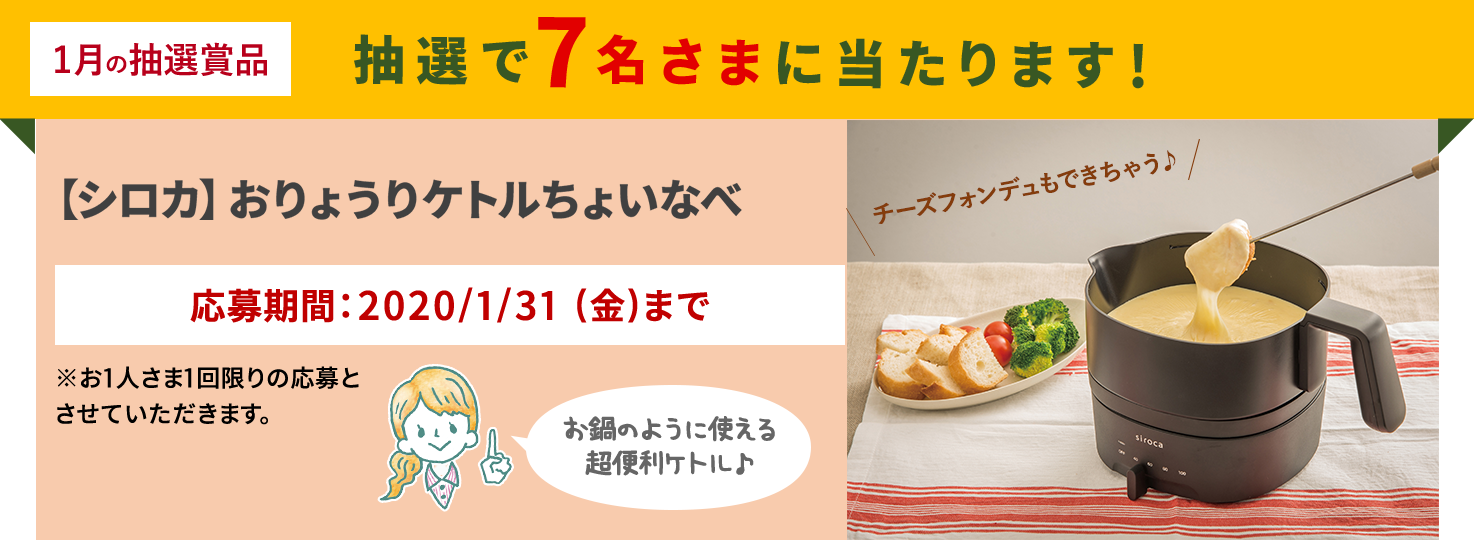 1月の抽選賞品
抽選で7名さまに当たります!
【シロカ】おりょうりケトルちょいなべ
応募期間:2020/1/31 (金)まで
※お1人さま1回限りの応募と
させていただきます。
お鍋のように使える
超便利ケトル♪
チーズフォンデュもできちゃう♪
siroca